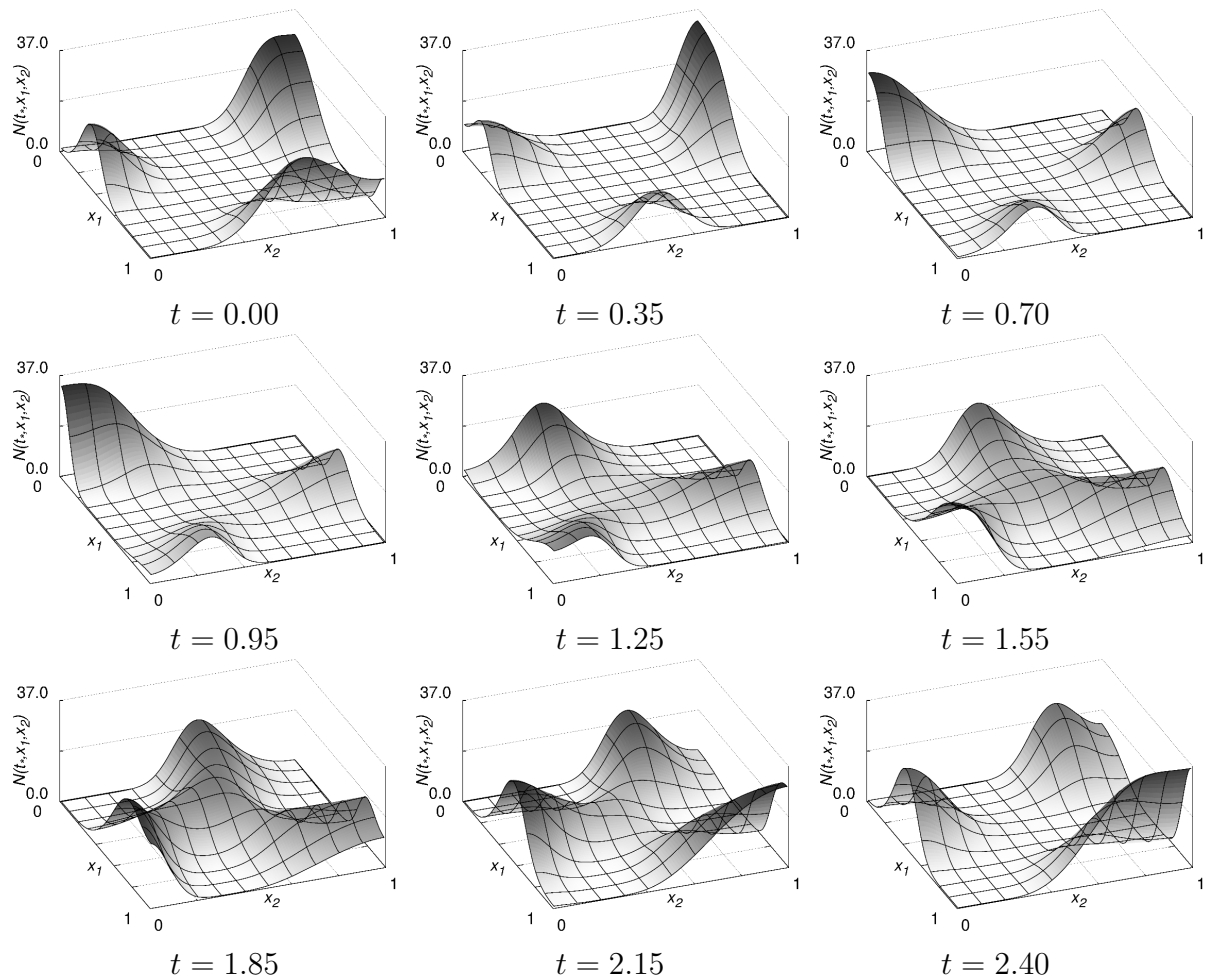 37.0 37.0 37.0
N(t*,x1,x2) N(t*,x1,x2) N(t*,x1,x2)
0.0 0.0 0.0
0 0 0
x1 x2 1 x1 x2 1 x1 x2 1
1 0 1 0 1 0
t = 0.00 t = 0.35 t = 0.70
37.0 37.0 37.0
N(t*,x1,x2) N(t*,x1,x2) N(t*,x1,x2)
0.0 0.0 0.0
0 0 0
x1 x2 1 x1 x2 1 x1 x2 1
1 0 1 0 1 0
t = 0.95 t = 1.25 t = 1.55
37.0 37.0 37.0
N(t*,x1,x2) N(t*,x1,x2) N(t*,x1,x2)
0.0 0.0 0.0
0 0 0
x1 x2 1 x1 x2 1 x1 x2 1
1 0 1 0 1 0
t = 1.85 t = 2.15 t = 2.40